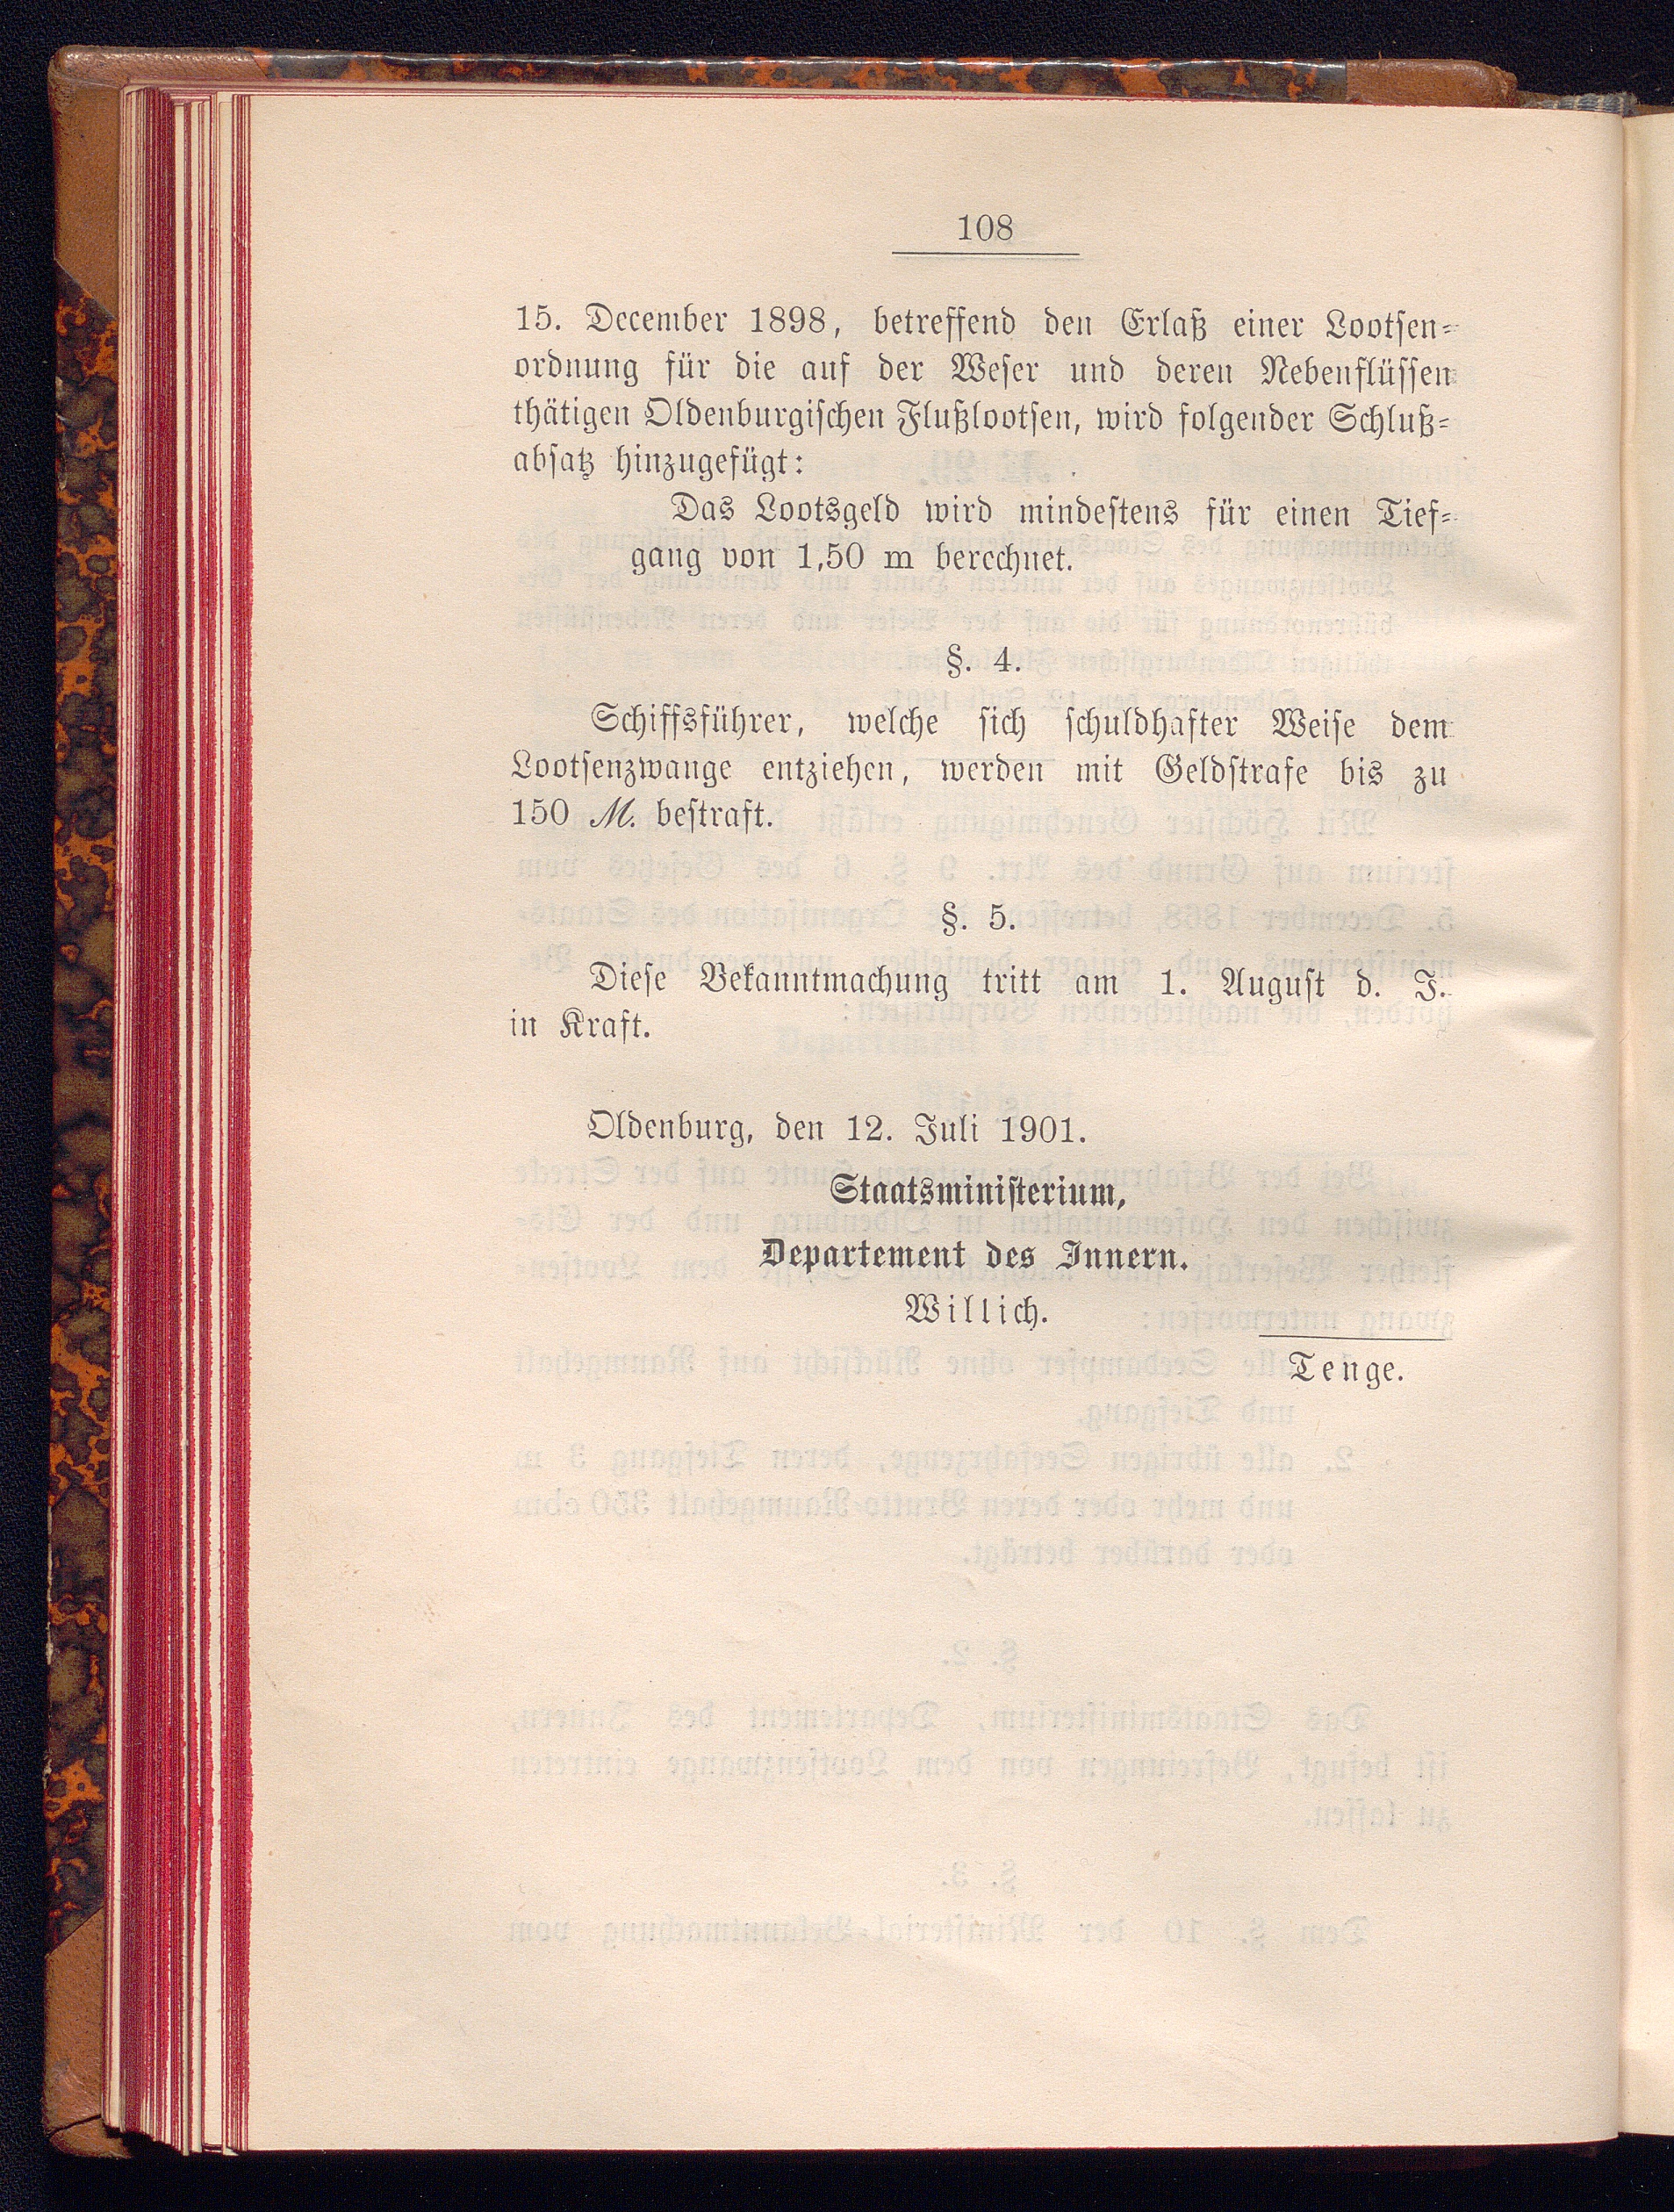 108
15. December 1898, betreffend den Erlaß einer Lootsen-
ordnung für die auf der Weser und deren Nebenflüssen
thätigen Oldenburgischen Flußlootsen, wird folgender Schluß-
absatz hinzugefügt:
Das Lootsgeld wird mindestens für einen Tief-
gang von 1,50 m berechnet.
§. 4.
Schiffsführer, welche sich schuldhafter Weise dem
Lootsenzwange entziehen, werden mit Geldstrafe bis zu
150 M. bestraft.
§. 5.
Diese Bekanntmachung tritt am 1. August d. J.
in Kraft.
Oldenburg, den 12. Juli 1901.
Staatsministerium,
Departement des Innern.
Willich.
Tenge.